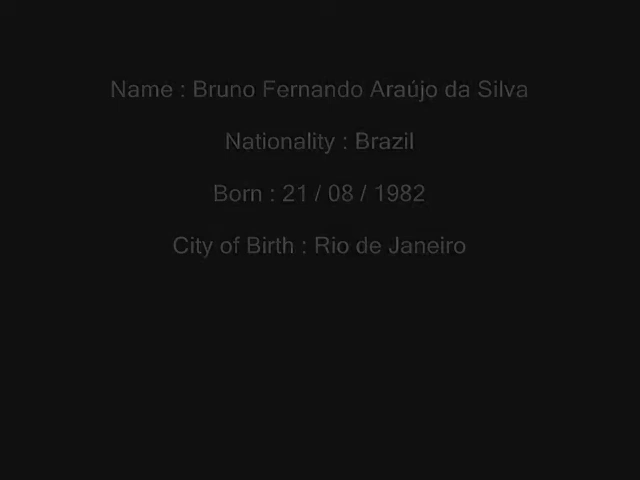 Name : Bruno Fernando Araújo da Silva
Nationality : Brazil
Born : 21 / 08 / 1982
City of Birth : Rio de Janeiro